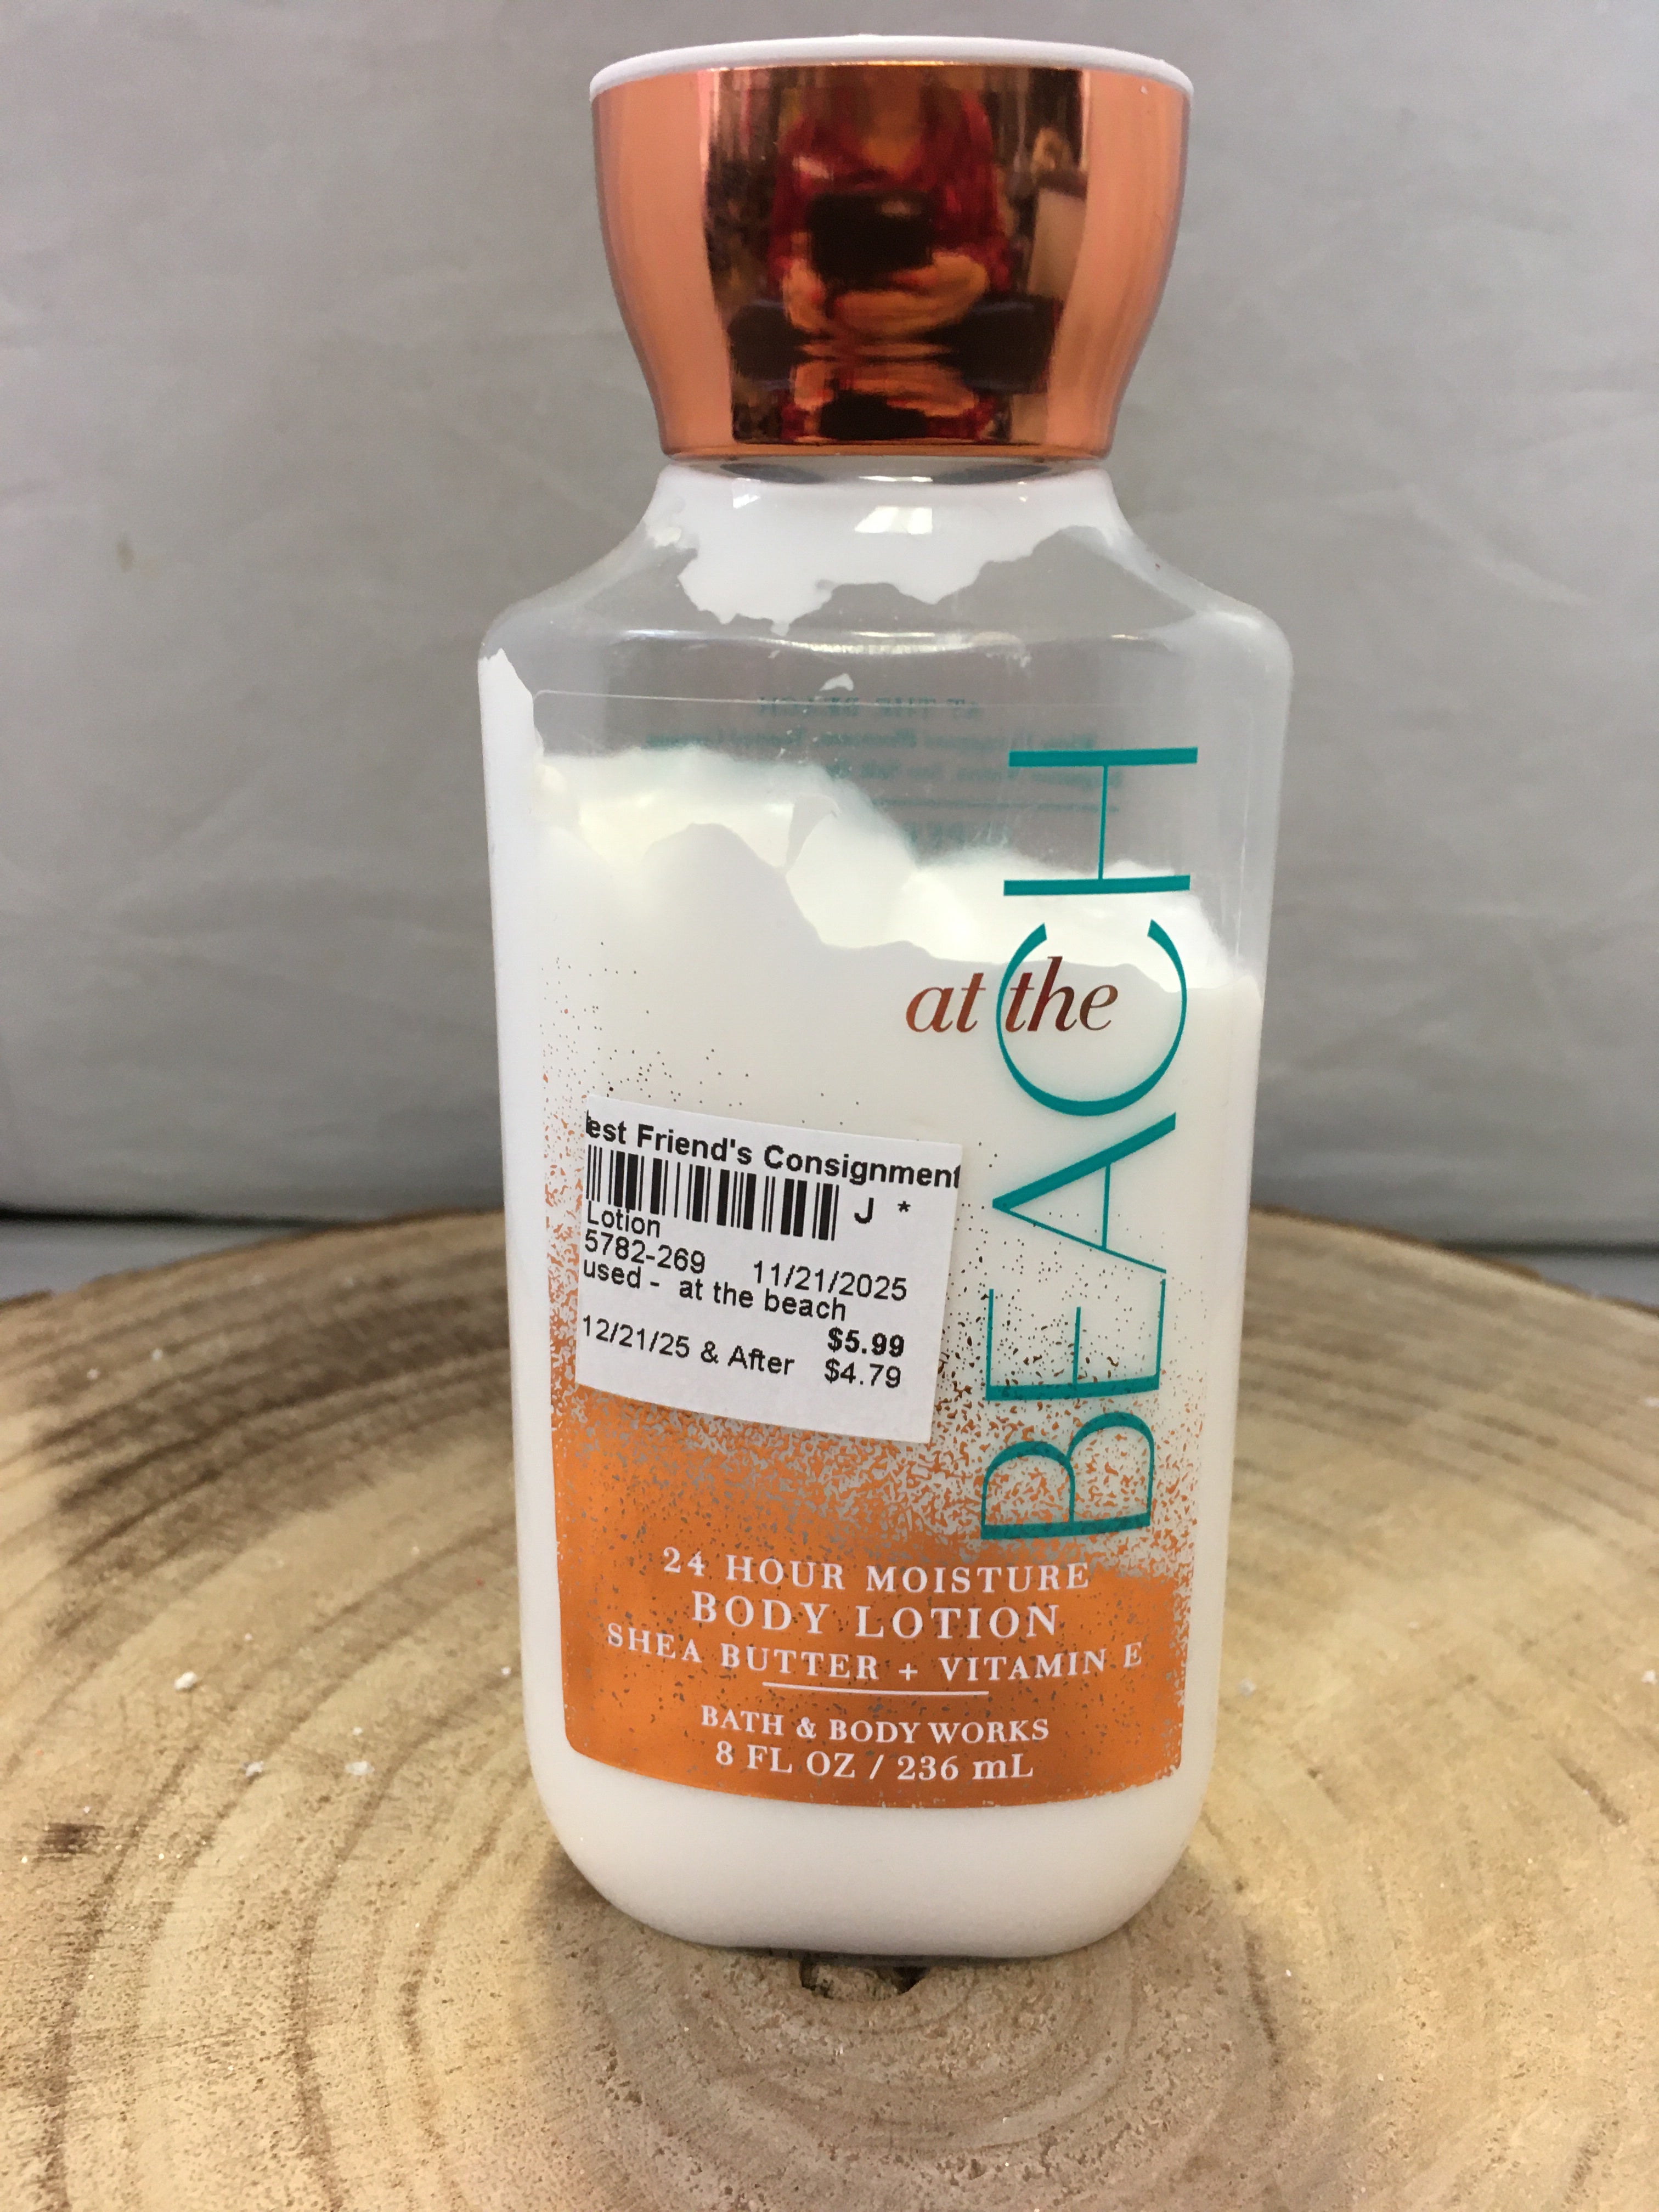 at the
BEACH
est Friend's Consignment
J *
Lotion
5782-269 11/21/2025
used - at the beach
$5.99
12/21/25 & After $4.79
24 HOUR MOISTURE
BODY LOTION
SHEA BUTTER + VITAMIN E
BATH & BODY WORKS
8 FL OZ / 236 mL